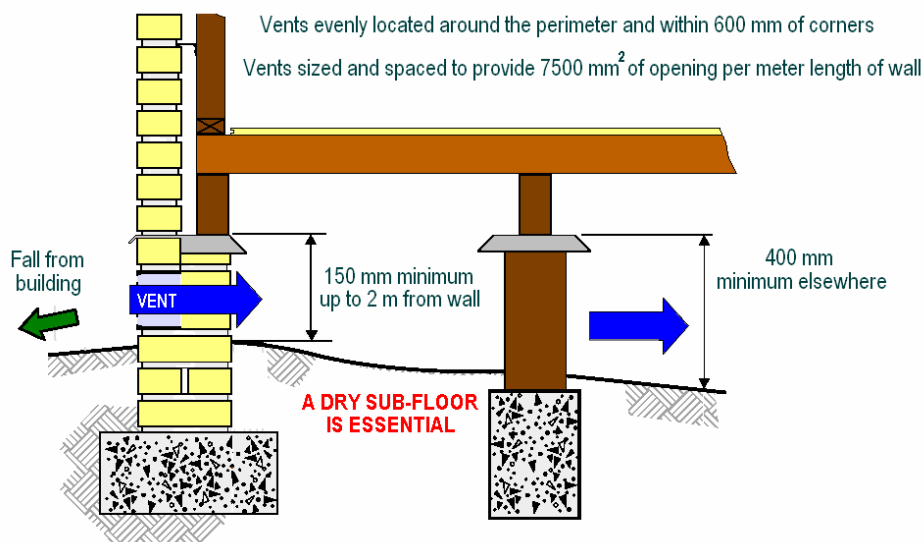 Vents evenly located around the perimeter and within 600 mm of corners
Vents sized and spaced to provide 7500 mm² of opening per meter length of wall
Fall from
building
VENT
150 mm minimum
up to 2 m from wall
400 mm
minimum elsewhere
A DRY SUB-FLOOR
IS ESSENTIAL